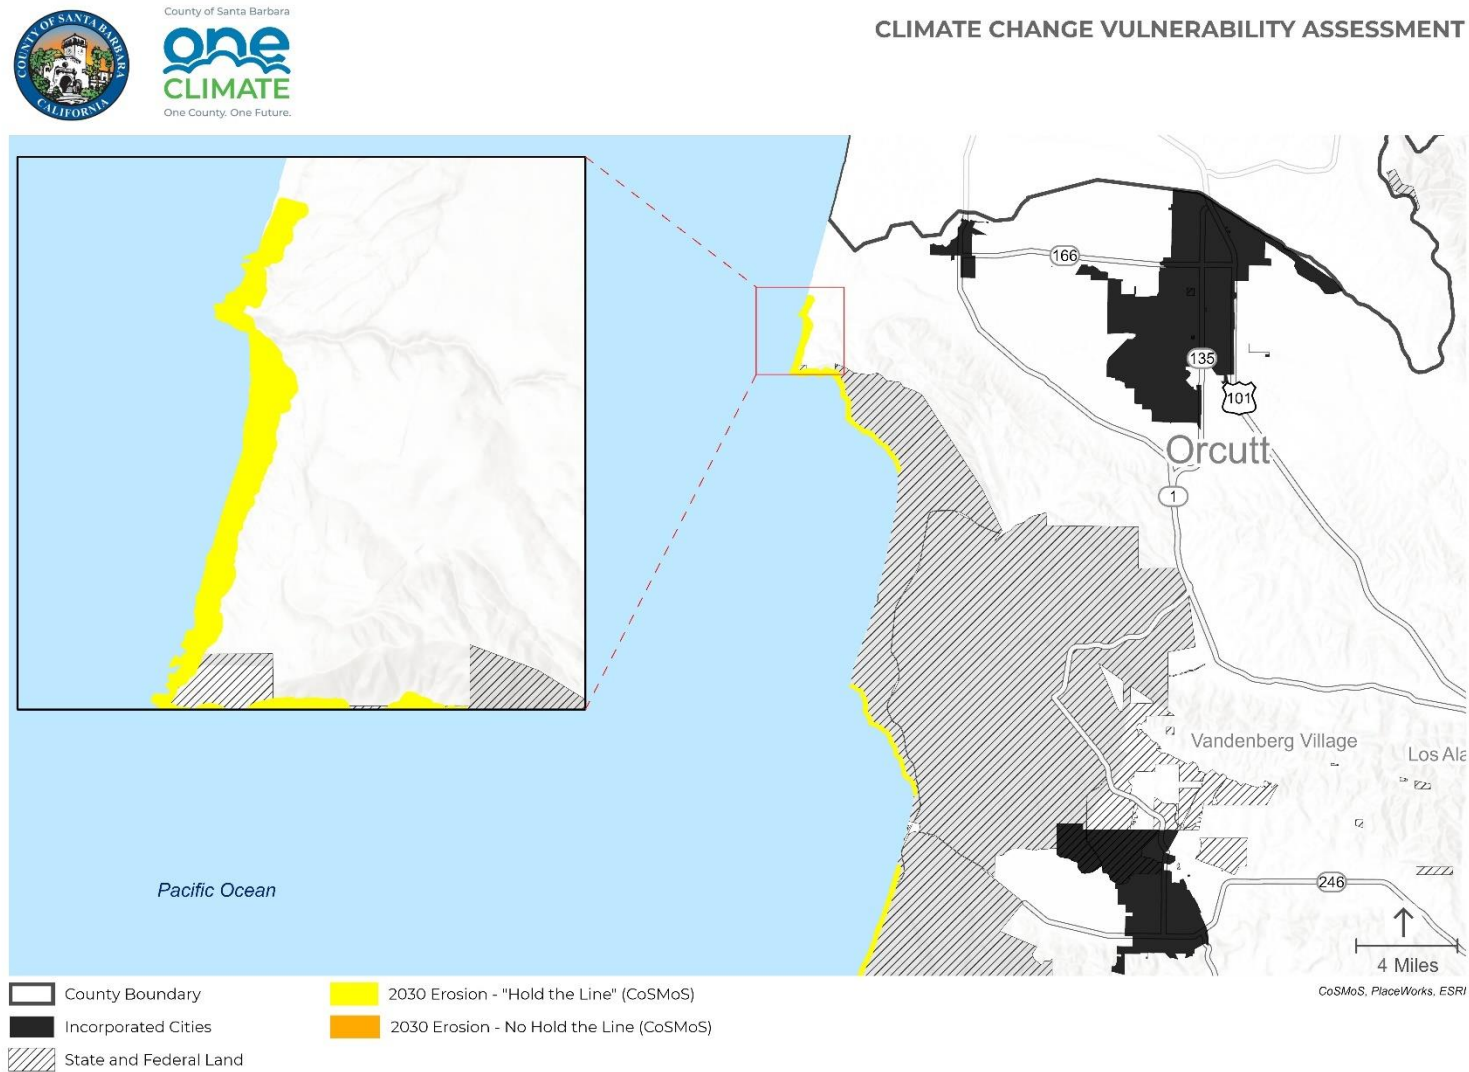 COUNTY OF SANTA BARBARA
CALIFORNIA
County of Santa Barbara
one
CLIMATE
One County. One Future.
CLIMATE CHANGE VULNERABILITY ASSESSMENT
166
135
101
Orcutt
1
Vandenberg Village
Los Ala
Pacific Ocean
246
4 Miles
CoSMoS, PlaceWorks, ESRI
County Boundary
2030 Erosion - "Hold the Line" (CoSMoS)
Incorporated Cities
2030 Erosion - No Hold the Line (CoSMoS)
State and Federal Land